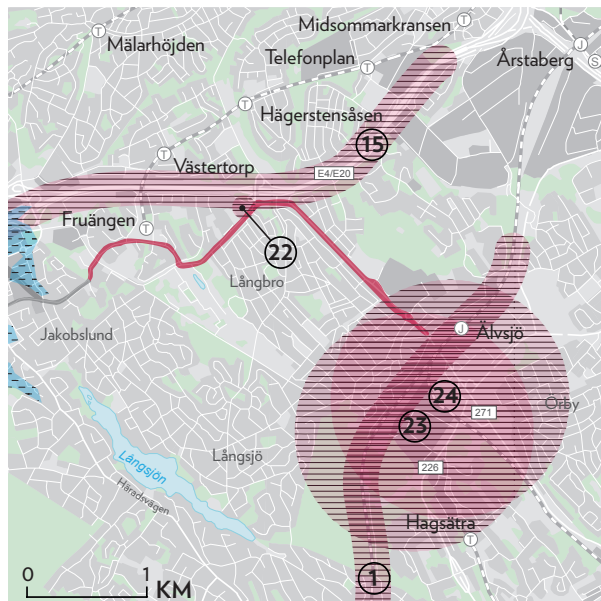 Midsommarkransen
T
Mälarhöjden
T
J
Telefonplan
T
Årstaberg
S
T
Hägerstensåsen
15
T
Västertorp
E4/E20
Fruängen
T
22
Långbro
Jakobslund
J
Älvsjö
24
Örby
271
23
Långsjö
Långsjön
226
Häradsvägen
Hagsätra
T
0
1
KM
1